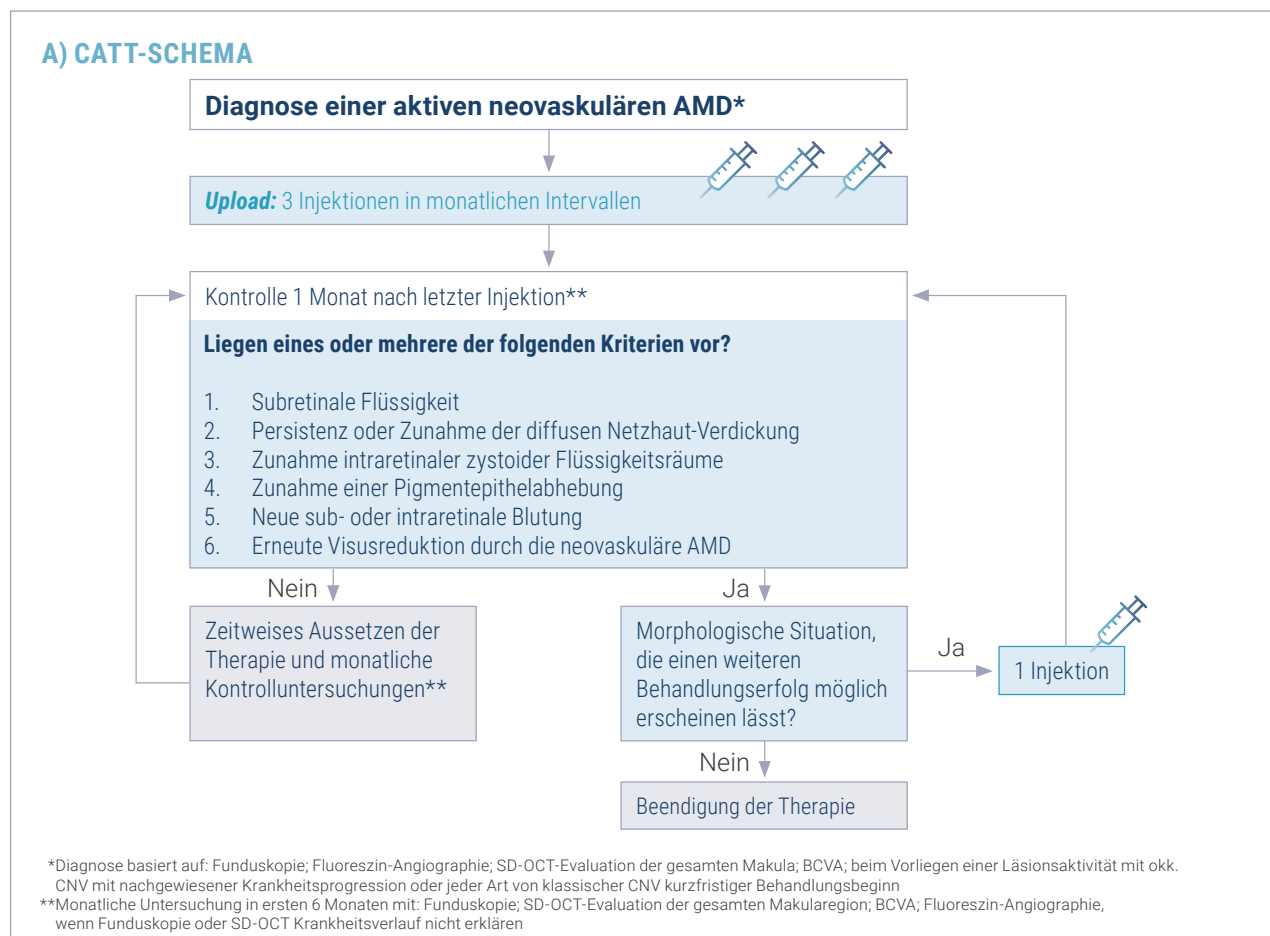 A) CATT-SCHEMA
Diagnose einer aktiven neovaskulären AMD*
Upload: 3 Injektionen in monatlichen Intervallen
Kontrolle 1 Monat nach letzter Injektion**
Liegen eines oder mehrere der folgenden Kriterien vor?
1. Subretinale Flüssigkeit
2. Persistenz oder Zunahme der diffusen Netzhaut-Verdickung
3. Zunahme intraretinaler zystoider Flüssigkeitsräume
4. Zunahme einer Pigmentepithelabhebung
5. Neue sub- oder intraretinale Blutung
6. Erneute Visusreduktion durch die neovaskuläre AMD
Nein
Zeitweises Aussetzen der
Therapie und monatliche
Kontrolluntersuchungen**
Ja
Morphologische Situation,
die einen weiteren
Behandlungserfolg möglich
erscheinen lässt?
Ja
1 Injektion
Nein
Beendigung der Therapie
*Diagnose basiert auf: Funduskopie; Fluoreszin-Angiographie; SD-OCT-Evaluation der gesamten Makula; BCVA; beim Vorliegen einer Läsionsaktivität mit okk.
CNV mit nachgewiesener Krankheitsprogression oder jeder Art von klassischer CNV kurzfristiger Behandlungsbeginn
**Monatliche Untersuchung in ersten 6 Monaten mit: Funduskopie; SD-OCT-Evaluation der gesamten Makularegion; BCVA; Fluoreszin-Angiographie,
wenn Funduskopie oder SD-OCT Krankheitsverlauf nicht erklären